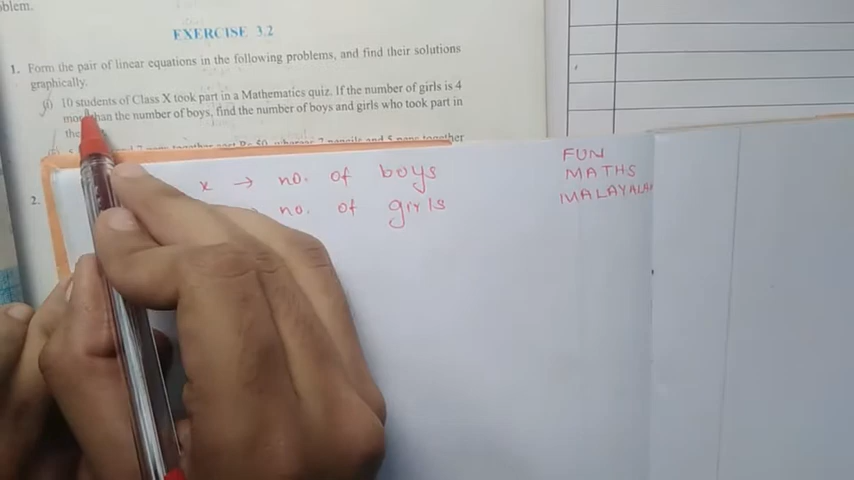 blem.
EXERCISE 3.2
1. Form the pair of linear equations in the following problems, and find their solutions
graphically.
(i) 10 students of Class X took part in a Mathematics quiz. If the number of girls is 4
more than the number of boys, find the number of boys and girls who took part in
the
together
2.
x → no. of boys
no. of girls
FUN
MATHS
MALAYALAM